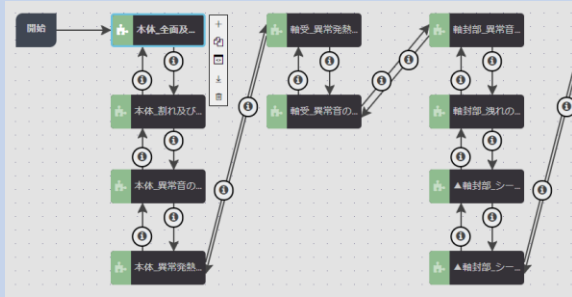 開始
本体_全面及...
本体_割れ及び...
本体_異常音の...
本体_異常発熱...
軸受_異常発熱...
軸受_異常音の...
軸封部_異常音...
軸封部_洩れの...
▲軸封部_シー...
▲軸封部_シー...